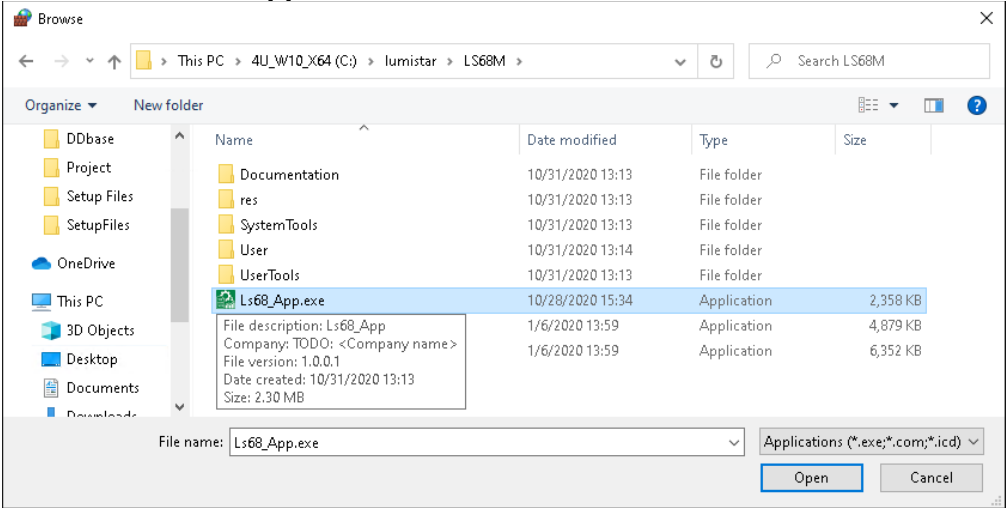 Browse
This PC > 4U_W10_X64 (C:) > lumistar > LS68M >
Search LS68M
Organize
New folder
DDbase
Project
Setup Files
SetupFiles
OneDrive
This PC
3D Objects
Desktop
Documents
Downloads
Name Date modified Type Size
Documentation 10/31/2020 13:13 File folder
res 10/31/2020 13:13 File folder
SystemTools 10/31/2020 13:13 File folder
User 10/31/2020 13:14 File folder
UserTools 10/31/2020 13:13 File folder
Ls68_App.exe 10/28/2020 15:34 Application 2,358 KB
1/6/2020 13:59 Application 4,879 KB
1/6/2020 13:59 Application 6,352 KB
File description: Ls68_App
Company: TODO: <Company name>
File version: 1.0.0.1
Date created: 10/31/2020 13:13
Size: 2.30 MB
File name: Ls68_App.exe
Applications (*.exe;*.com;*.icd)
Open
Cancel